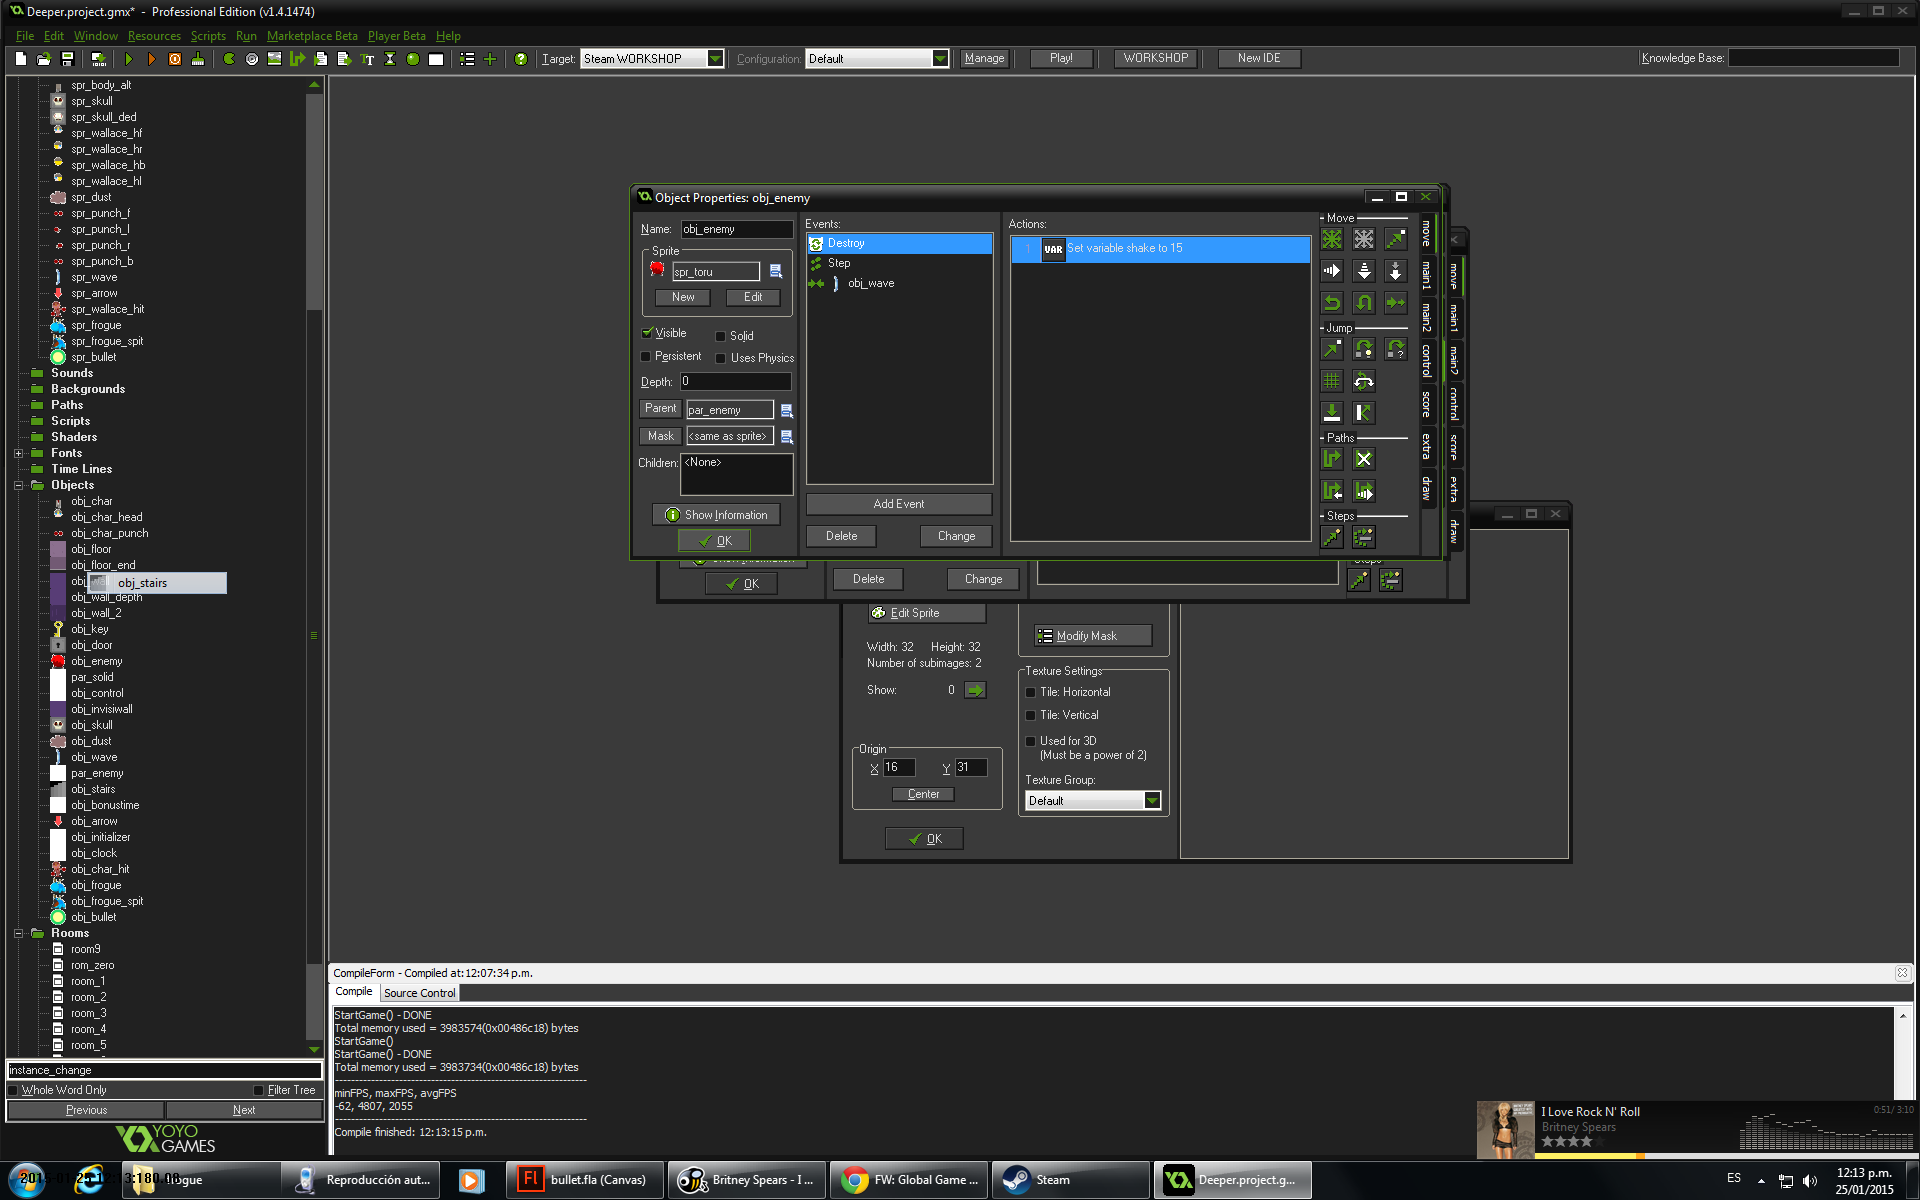 Deeper.project.gmx* - Professional Edition (v1.4.1474)
File Edit Window Resources Scripts Run Marketplace Beta Player Beta Help
Target: Steam WORKSHOP Configuration: Default Manage Play! WORKSHOP New IDE Knowledge Base:
spr_body_alt
spr_skull
spr_skull_ded
spr_wallace_hf
spr_wallace_hr
spr_wallace_hb
spr_wallace_hl
spr_dust
spr_punch_f
spr_punch_l
spr_punch_r
spr_punch_b
spr_wave
spr_arrow
spr_wallace_hit
spr_frogue
spr_frogue_spit
spr_bullet
Sounds
Backgrounds
Paths
Scripts
Shaders
Fonts
Time Lines
Objects
obj_char
obj_char_head
obj_char_punch
obj_floor
obj_floor_end
obj_stairs
obj_wall_depth
obj_wall_2
obj_key
obj_door
obj_enemy
par_solid
obj_control
obj_invisiwall
obj_skull
obj_dust
obj_wave
par_enemy
obj_stairs
obj_bonustime
obj_arrow
obj_initializer
obj_clock
obj_char_hit
obj_frogue
obj_frogue_spit
obj_bullet
Rooms
room9
rom_zero
room_1
room_2
room_3
room_4
room_5
instance_change
Whole Word Only Filter Tree
Previous Next
YOYO GAMES
Object Properties: obj_enemy
Name: obj_enemy
Sprite
spr_toru
New Edit
Visible Solid
Persistent Uses Physics
Depth: 0
Parent par_enemy
Mask <same as sprite>
Children: <None>
Show Information
OK
Events:
Destroy
Step
obj_wave
Add Event
Delete Change
Actions:
1 VAR Set variable shake to 15
Move
Jump
Paths
Steps
move
main1
main2
control
score
extra
draw
move
main1
main2
control
score
extra
draw
OK
Delete Change
Edit Sprite
Width: 32 Height: 32
Number of subimages: 2
Show: 0
Origin
X 16 Y 31
Center
OK
Modify Mask
Texture Settings
Tile: Horizontal
Tile: Vertical
Used for 3D
(Must be a power of 2)
Texture Group:
Default
CompileForm - Compiled at: 12:07:34 p.m.
Compile Source Control
StartGame() - DONE
Total memory used = 3983574(0x00486c18) bytes
StartGame()
StartGame() - DONE
Total memory used = 3983734(0x00486c18) bytes
minFPS, maxFPS, avgFPS
-62, 4807, 2055
Compile finished: 12:13:15 p.m.
I Love Rock N' Roll
Britney Spears
0:51/ 3:10
Reproducción aut...
bullet.fla (Canvas)
Britney Spears - I ...
FW: Global Game ...
Steam
Deeper.project.g...
ES
12:13 p.m.
25/01/2015